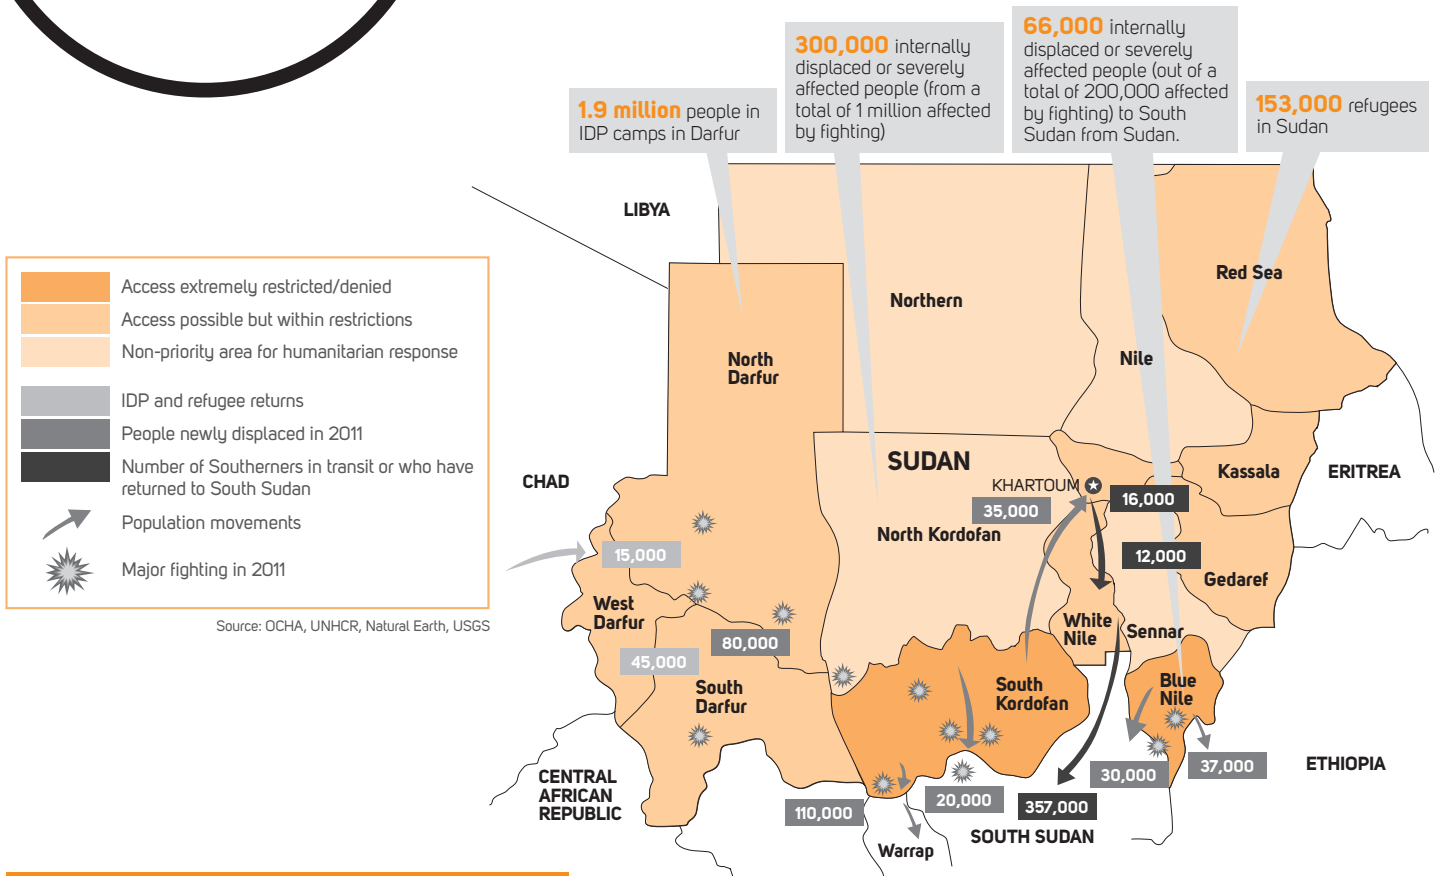 1.9 million people in
IDP camps in Darfur
300,000 internally
displaced or severely
affected people (from a
total of 1 million affected
by fighting)
66,000 internally
displaced or severely
affected people (out of a
total of 200,000 affected
by fighting) to South
Sudan from Sudan.
153,000 refugees
in Sudan
Access extremely restricted/denied
Access possible but within restrictions
Non-priority area for humanitarian response
IDP and refugee returns
People newly displaced in 2011
Number of Southerners in transit or who have
returned to South Sudan
Population movements
Major fighting in 2011
Source: OCHA, UNHCR, Natural Earth, USGS
LIBYA
Red Sea
Northern
Nile
North
Darfur
SUDAN
CHAD
KHARTOUM
Kassala
ERITREA
35,000
16,000
North Kordofan
15,000
12,000
Gedaref
West
Darfur
White
Nile
Sennar
80,000
45,000
South
Darfur
South
Kordofan
Blue
Nile
CENTRAL
AFRICAN
REPUBLIC
ETHIOPIA
37,000
30,000
20,000
357,000
110,000
SOUTH SUDAN
Warrap